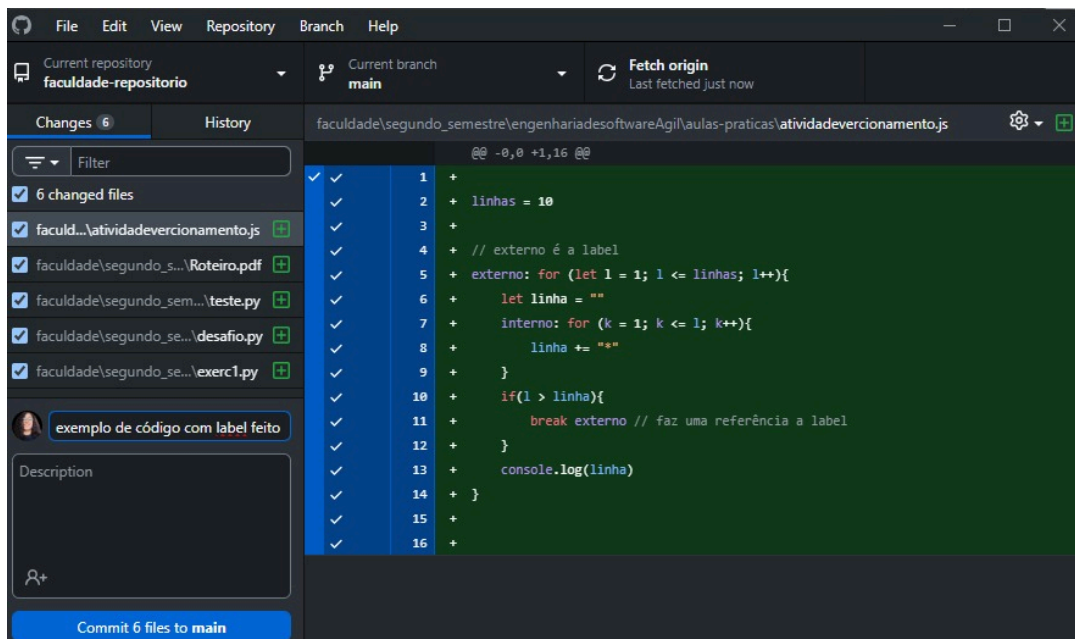 File Edit View Repository Branch Help
Current repository
faculdade-repositorio
Current branch
main
Fetch origin
Last fetched just now
Changes 6 History
Filter
6 changed files
faculd...\atividadevercionamento.js
faculdade\segundo_s...\Roteiro.pdf
faculdade\segundo_sem...\teste.py
faculdade\segundo_se...\desafio.py
faculdade\segundo_se...\exerc1.py
exemplo de código com label feito
Description
Commit 6 files to main
faculdade\segundo_semestre\engenhariadesoftwareAgil\aulas-praticas\atividadevercionamento.js
@@ -0,0 +1,16 @@
1 +
2 + linhas = 10
3 +
4 + // externo é a label
5 + externo: for (let l = 1; l <= linhas; l++){
6 + let linha = ""
7 + interno: for (k = 1; k <= l; k++){
8 + linha += "*"
9 + }
10 + if(l > linha){
11 + break externo // faz uma referência a label
12 + }
13 + console.log(linha)
14 + }
15 +
16 +